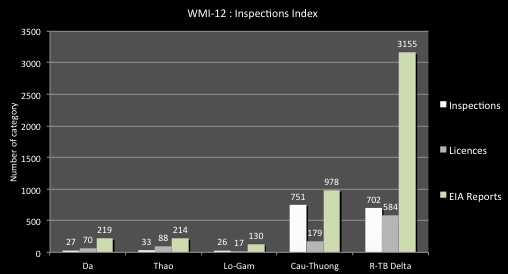 WMI-12 : Inspections Index
3500
3000
2500
2000
1500
1000
500
0
Number of category
27 70 219
33 88 214
26 17 130
751 179 978
702 584 3155
Da Thao Lo-Gam Cau-Thuong R-TB Delta
Inspections
Licences
EIA Reports